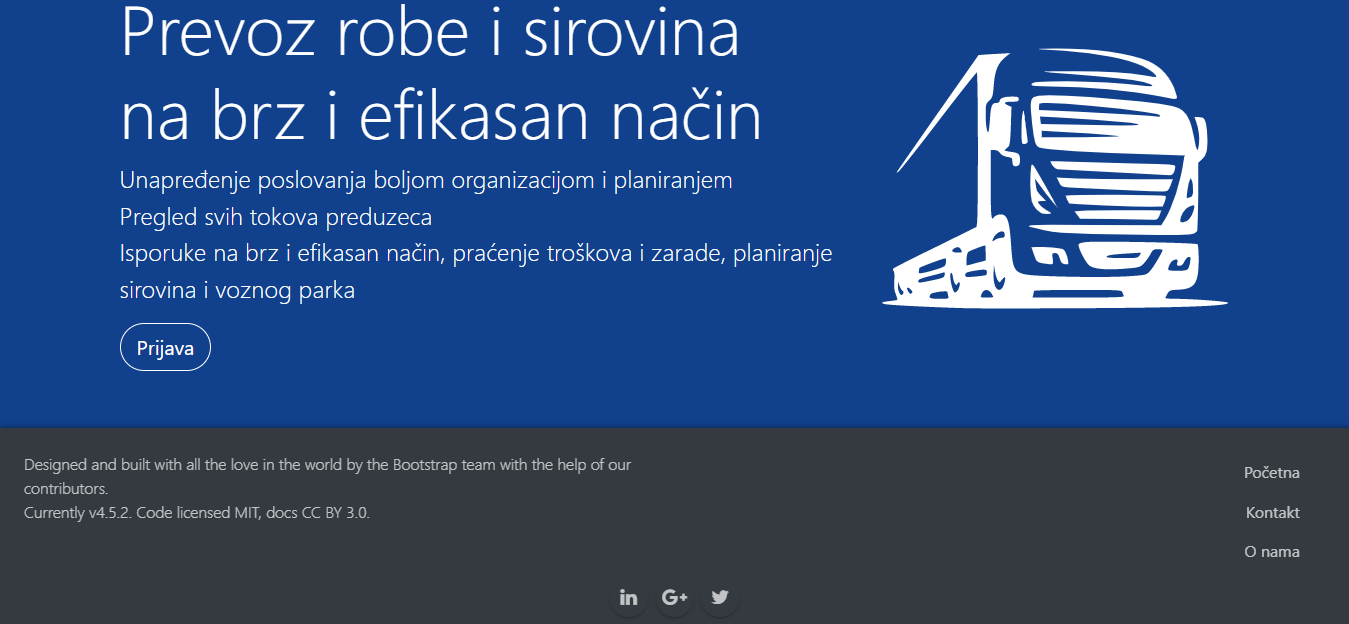 Prevoz robe i sirovina
na brz i efikasan način
Unapređenje poslovanja boljom organizacijom i planiranjem
Pregled svih tokova preduzeca
Isporuke na brz i efikasan način, praćenje troškova i zarade, planiranje
sirovina i voznog parka
Prijava
Designed and built with all the love in the world by the Bootstrap team with the help of our
contributors.
Currently v4.5.2. Code licensed MIT, docs CC BY 3.0.
Početna
Kontakt
O nama
in G+